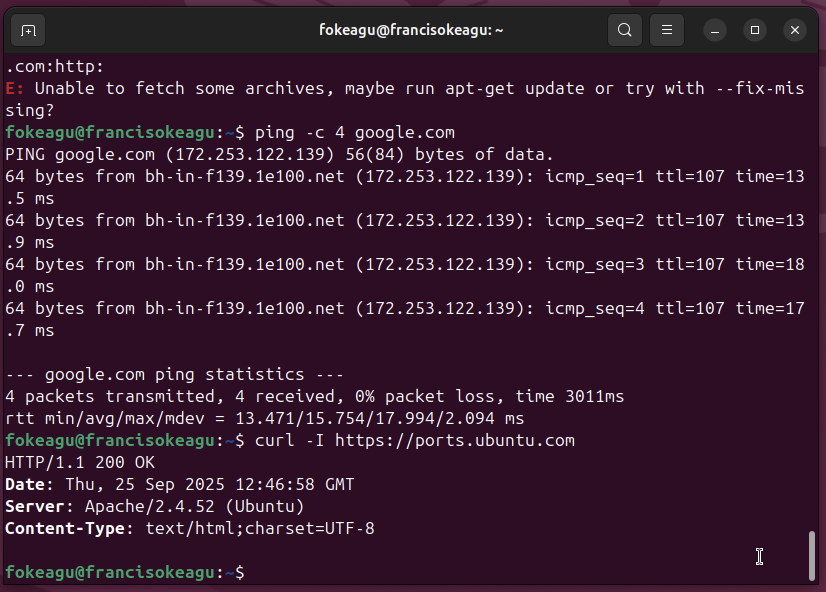 fokeagu@francisokeagu: ~
.com:http:
E: Unable to fetch some archives, maybe run apt-get update or try with --fix-mis
sing?
fokeagu@francisokeagu:~$ ping -c 4 google.com
PING google.com (172.253.122.139) 56(84) bytes of data.
64 bytes from bh-in-f139.1e100.net (172.253.122.139): icmp_seq=1 ttl=107 time=13
.5 ms
64 bytes from bh-in-f139.1e100.net (172.253.122.139): icmp_seq=2 ttl=107 time=13
.9 ms
64 bytes from bh-in-f139.1e100.net (172.253.122.139): icmp_seq=3 ttl=107 time=18
.0 ms
64 bytes from bh-in-f139.1e100.net (172.253.122.139): icmp_seq=4 ttl=107 time=17
.7 ms
--- google.com ping statistics ---
4 packets transmitted, 4 received, 0% packet loss, time 3011ms
rtt min/avg/max/mdev = 13.471/15.754/17.994/2.094 ms
fokeagu@francisokeagu:~$ curl -I https://ports.ubuntu.com
HTTP/1.1 200 OK
Date: Thu, 25 Sep 2025 12:46:58 GMT
Server: Apache/2.4.52 (Ubuntu)
Content-Type: text/html;charset=UTF-8
fokeagu@francisokeagu:~$